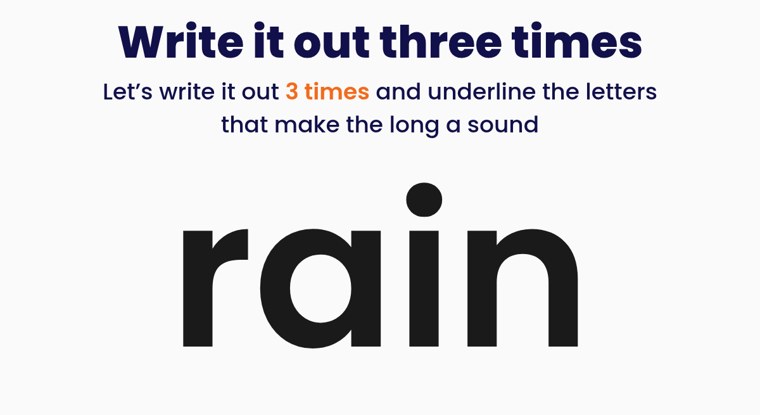 Write it out three times
Let’s write it out 3 times and underline the letters
that make the long a sound
rain